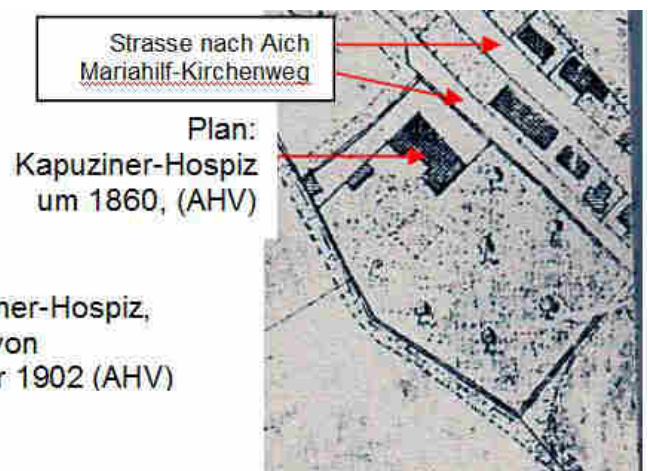 Strasse nach Aich
Mariahilf-Kirchenweg
Plan:
Kapuziner-Hospiz
um 1860, (AHV)
ner-Hospiz,
von
r 1902 (AHV)